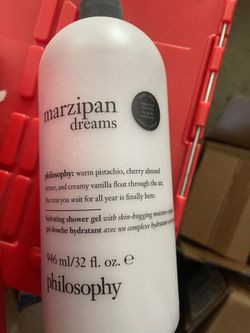 marzipan
dreams
philosophy: warm pistachio, cherry almond
extract, and creamy vanilla float through the air.
the treat you wait for all year is finally here.
hydrating shower gel with skin-hugging moisture
gel douche hydratant avec un complexe hydratant
946 ml/32 fl. oz. e
philosophy